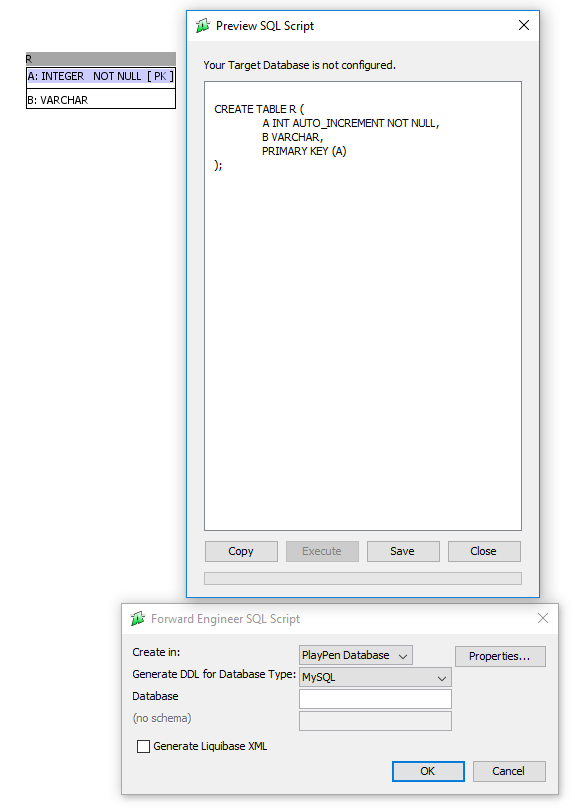 R
A: INTEGER NOT NULL [ PK ]
B: VARCHAR
Preview SQL Script
Your Target Database is not configured.
CREATE TABLE R (
A INT AUTO_INCREMENT NOT NULL,
B VARCHAR,
PRIMARY KEY (A)
);
Copy Execute Save Close
Forward Engineer SQL Script
Create in: PlayPen Database Properties...
Generate DDL for Database Type: MySQL
Database
(no schema)
Generate Liquibase XML
OK Cancel